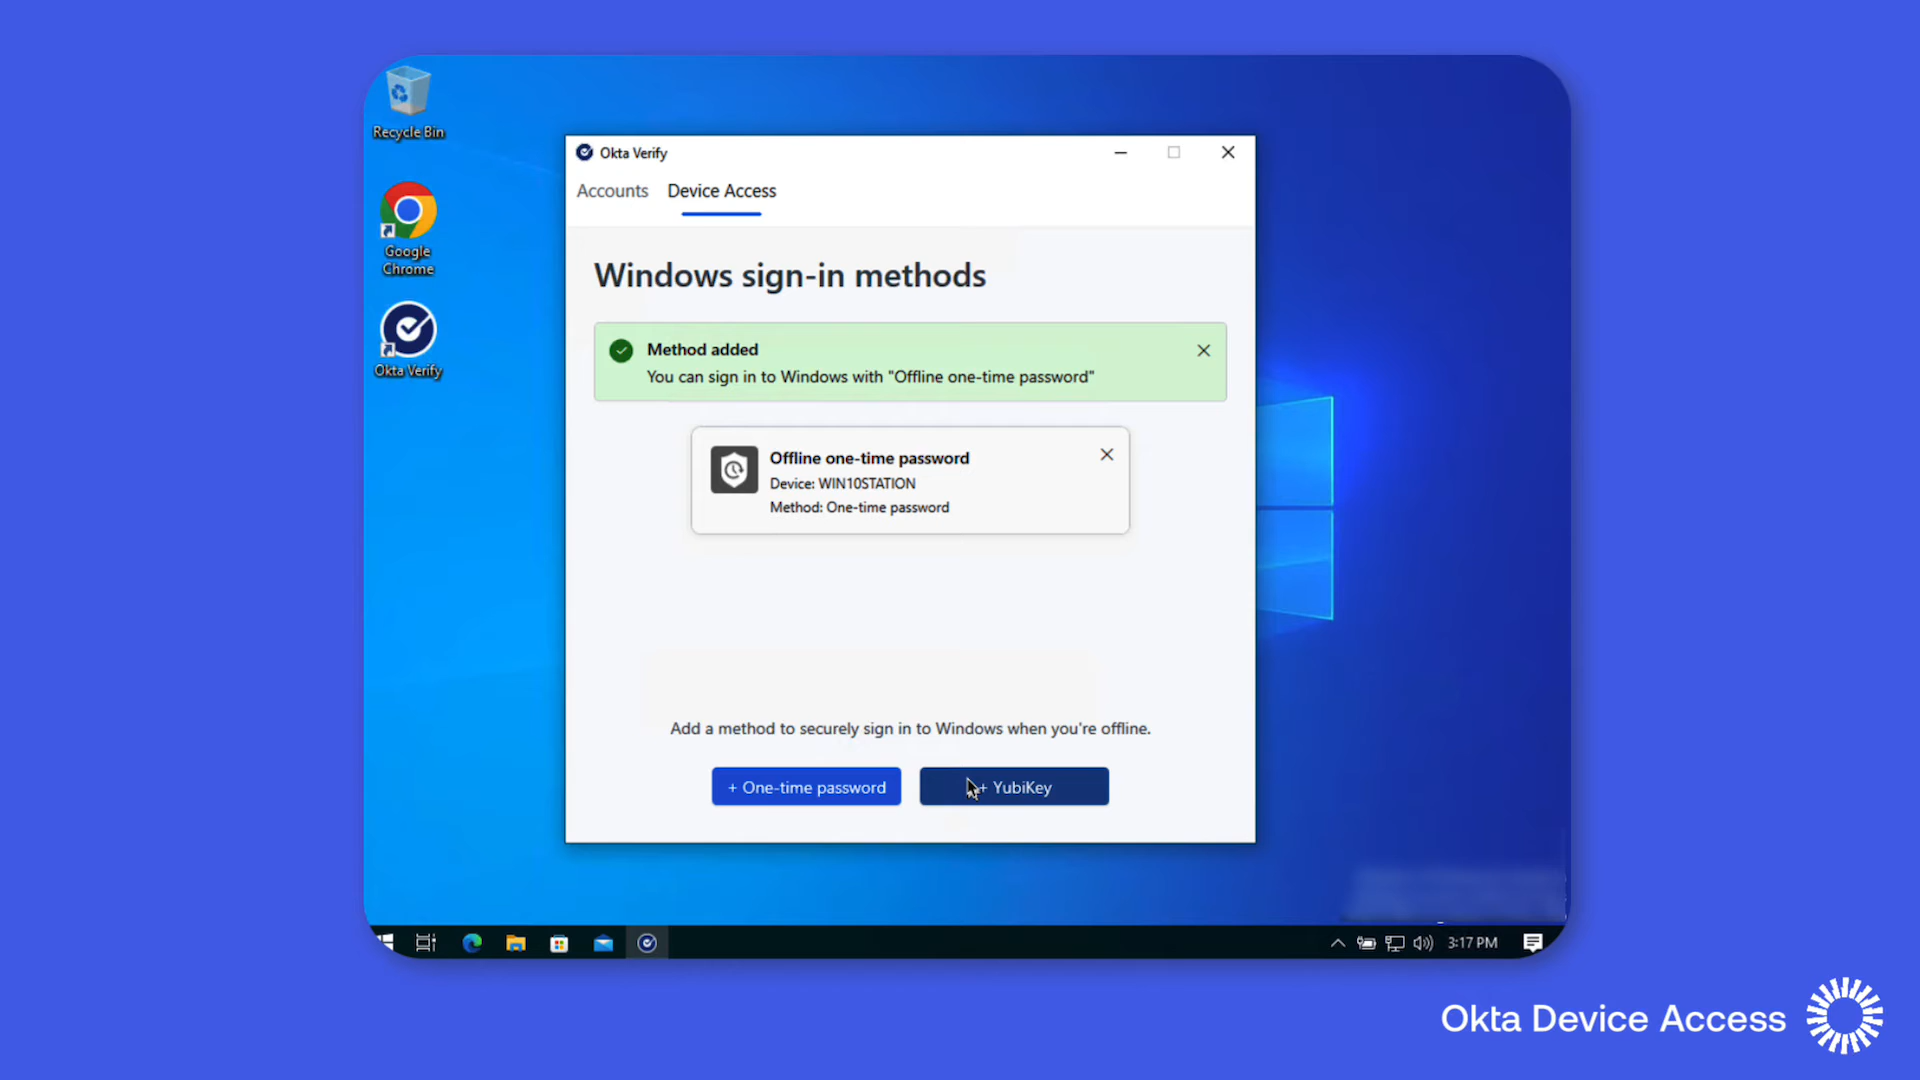 Recycle Bin
Google
Chrome
Okta Verify
Okta Verify
Accounts Device Access
Windows sign-in methods
Method added
You can sign in to Windows with "Offline one-time password"
Offline one-time password
Device: WIN10STATION
Method: One-time password
Add a method to securely sign in to Windows when you're offline.
+ One-time password
+ YubiKey
3:17 PM
Okta Device Access